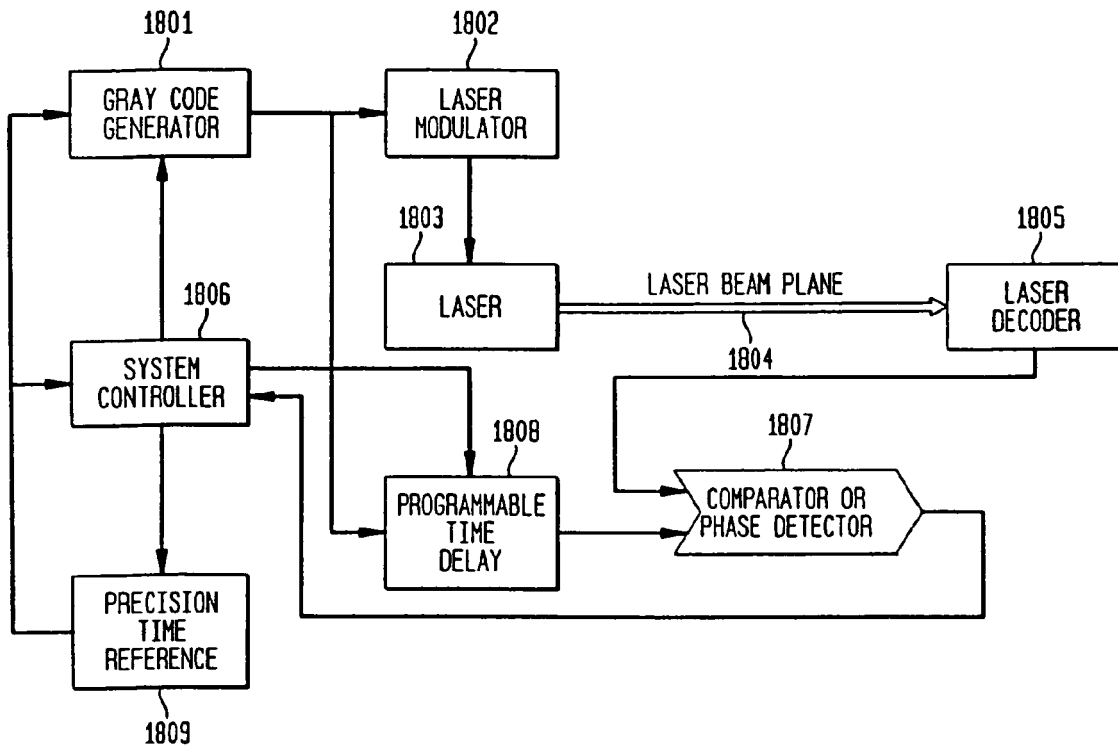 1801
GRAY CODE
GENERATOR
1802
LASER
MODULATOR
1803
LASER
LASER BEAM PLANE
1804
1805
LASER
DECODER
1806
SYSTEM
CONTROLLER
1807
COMPARATOR OR
PHASE DETECTOR
1808
PROGRAMMABLE
TIME
DELAY
PRECISION
TIME
REFERENCE
1809